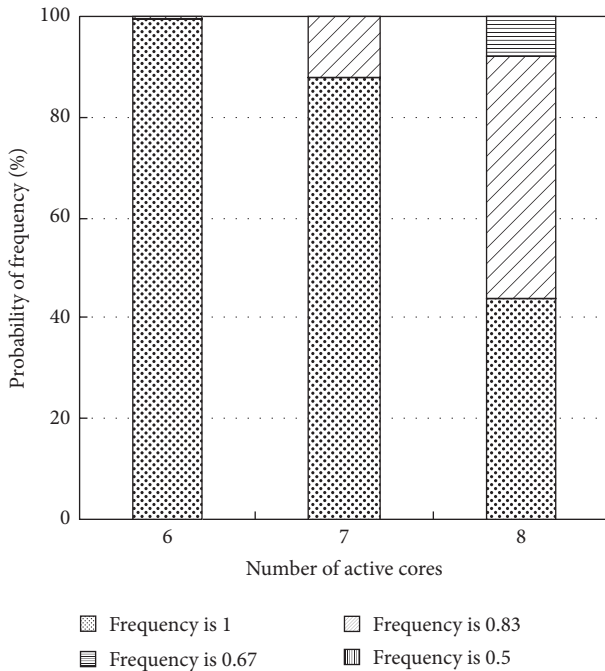 100
80
60
40
20
0
Probability of frequency (%)
6 7 8
Number of active cores
Frequency is 1 Frequency is 0.83
Frequency is 0.67 Frequency is 0.5